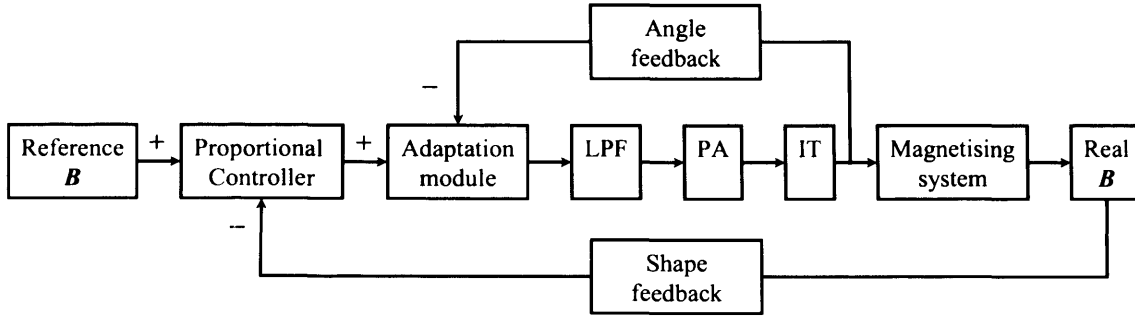 Angle
feedback
−
Reference
B
+
Proportional
Controller
+
Adaptation
module
LPF
PA
IT
Magnetising
system
Real
B
−
Shape
feedback